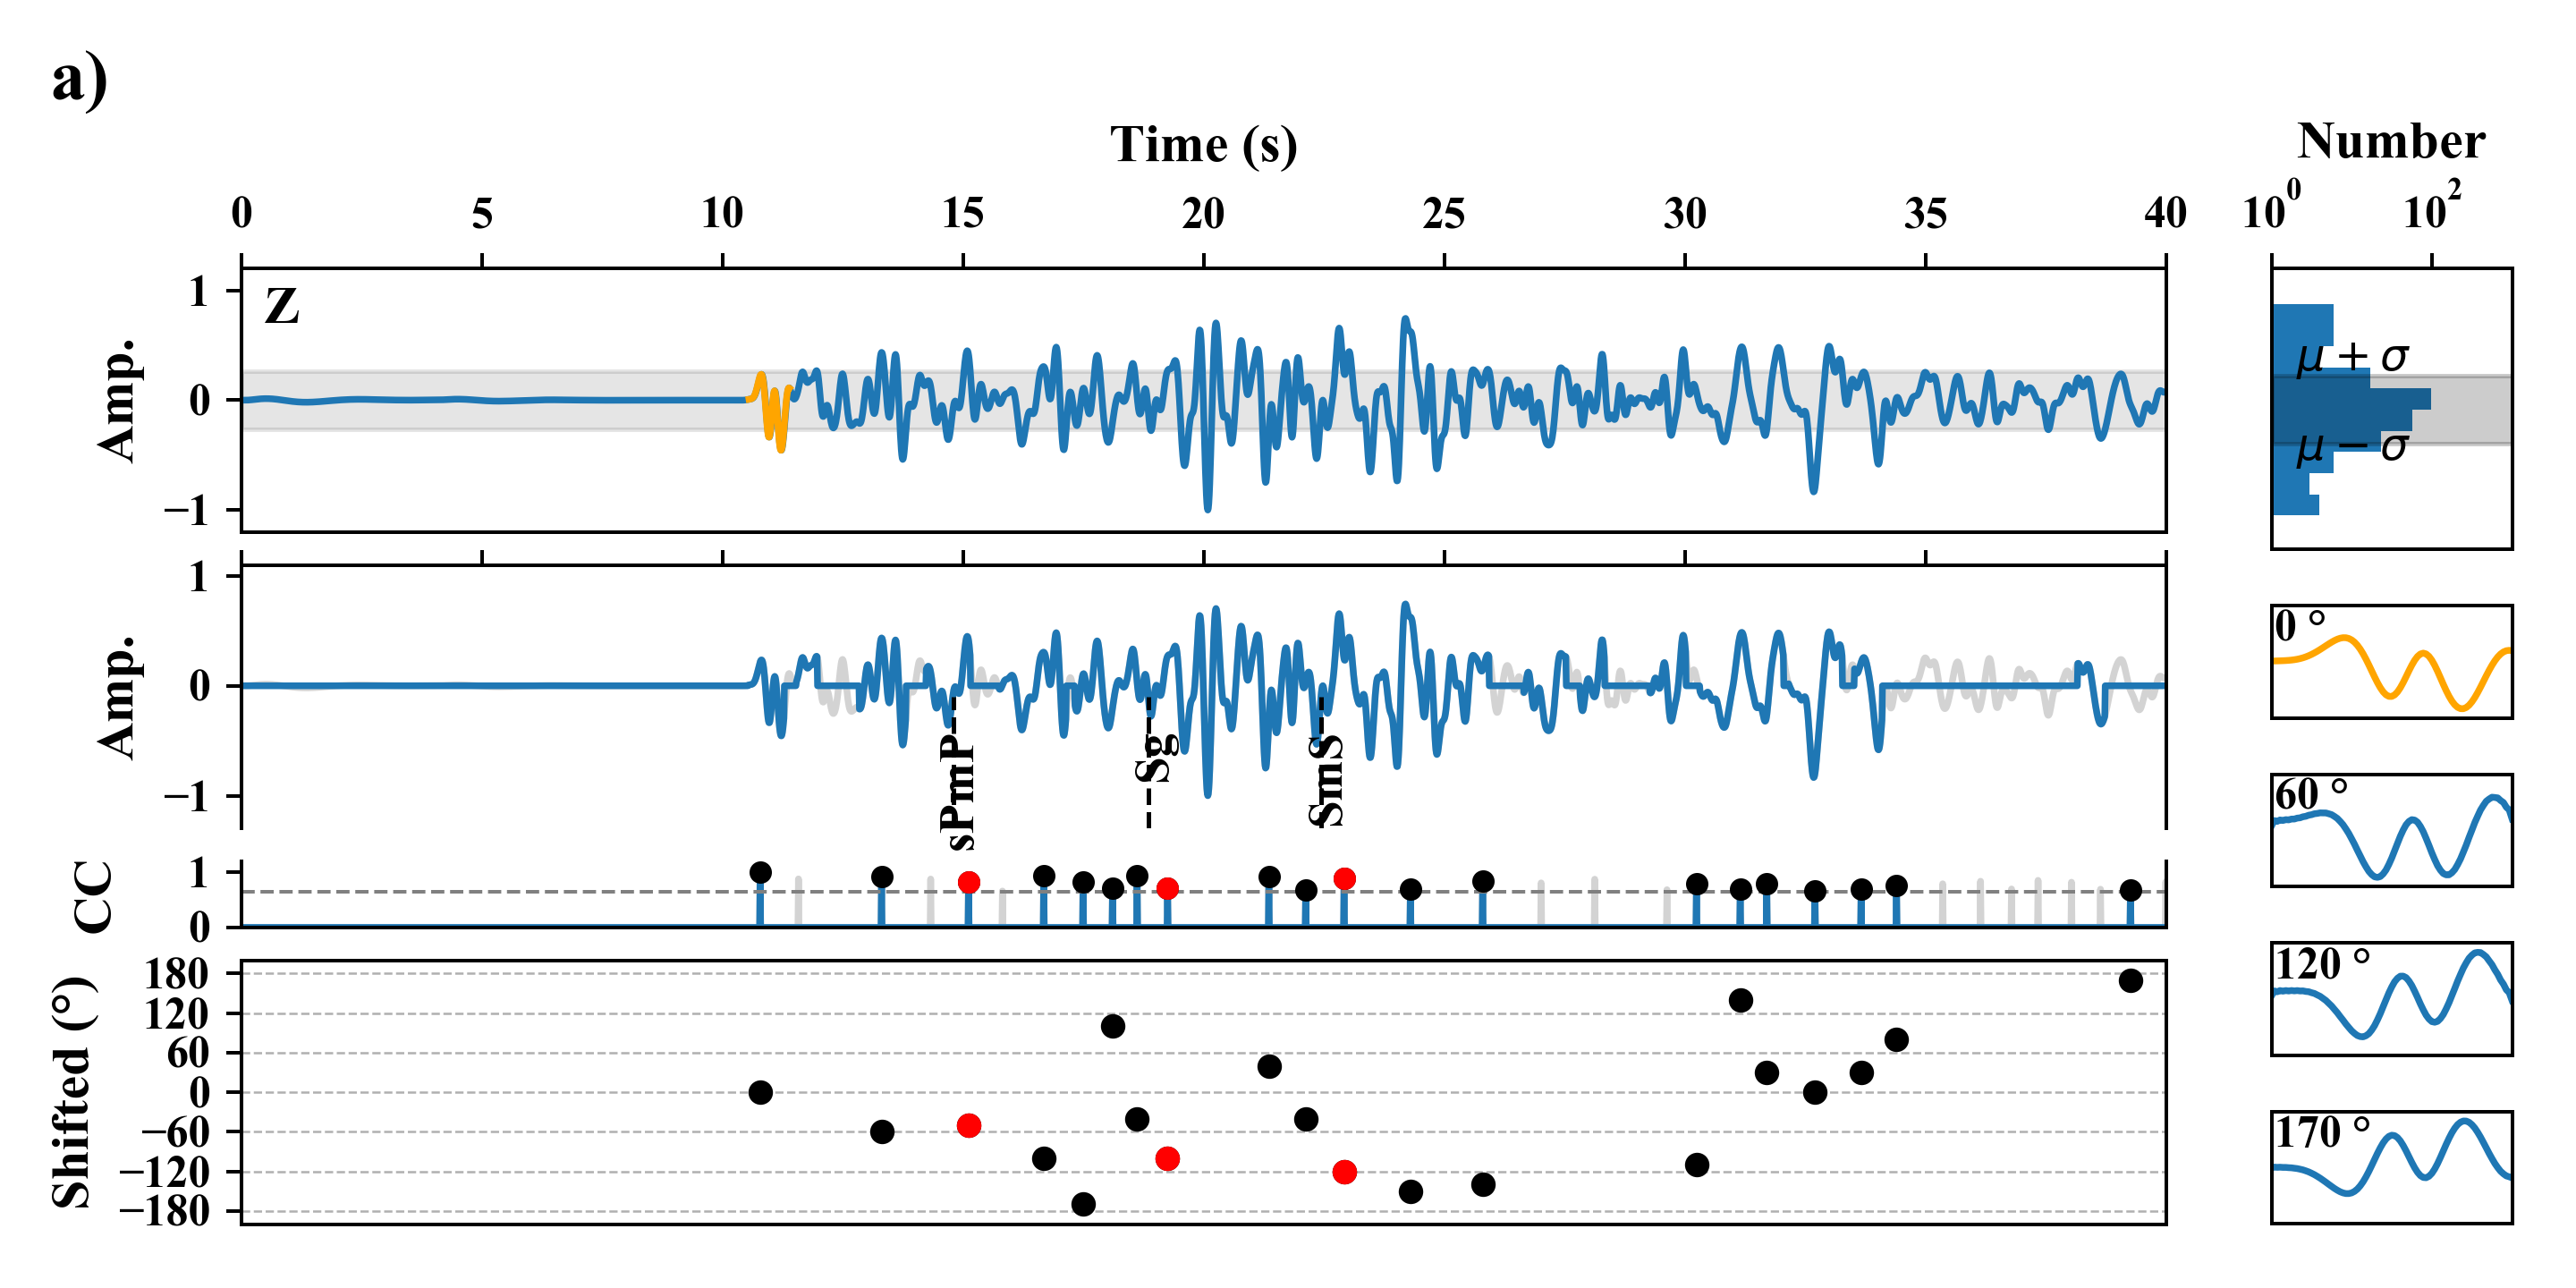 a)
Time (s)
Number
0 5 10 15 20 25 30 35 40
10⁰ 10²
Z
Amp.
1
0
−1
μ + σ
μ − σ
Amp.
1
0
−1
sPmP
Sg
SmS
0 °
60 °
CC
1
0
120 °
Shifted (°)
180
120
60
0
−60
−120
−180
170 °